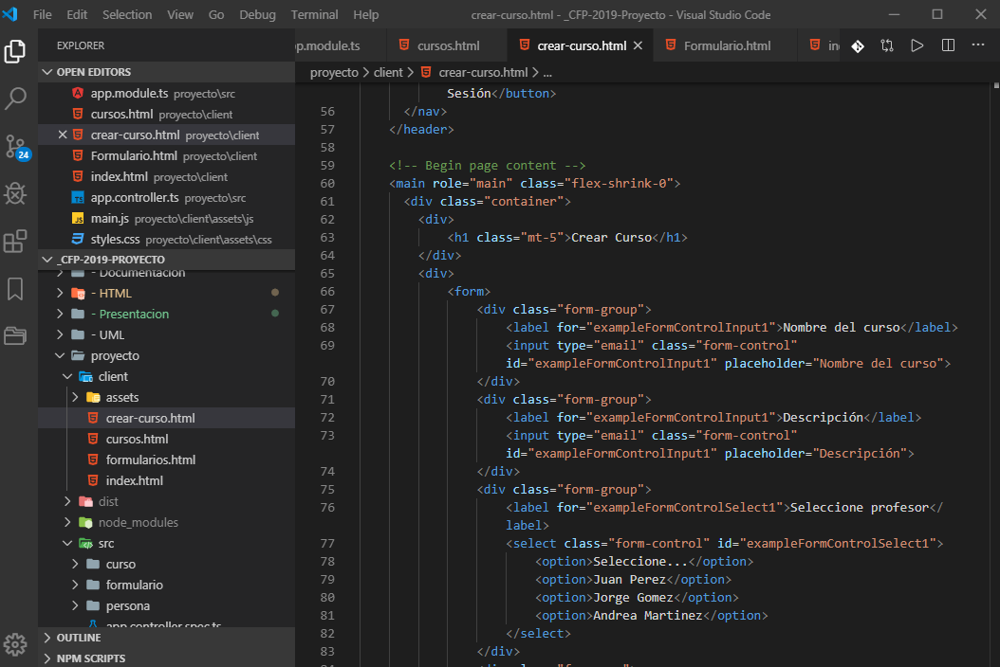 File Edit Selection View Go Debug Terminal Help crear-curso.html - _CFP-2019-Proyecto - Visual Studio Code
EXPLORER
OPEN EDITORS
app.module.ts proyecto\src
cursos.html proyecto\client
crear-curso.html proyecto\client
Formulario.html proyecto\client
index.html proyecto\client
app.controller.ts proyecto\src
main.js proyecto\client\assets\js
styles.css proyecto\client\assets\css
_CFP-2019-PROYECTO
- Documentacion
- HTML
- Presentacion
- UML
proyecto
client
assets
crear-curso.html
cursos.html
formularios.html
index.html
dist
node_modules
src
curso
formulario
persona
app.controller.spec.ts
OUTLINE
NPM SCRIPTS
24
p.module.ts cursos.html crear-curso.html Formulario.html in
proyecto > client > crear-curso.html > ...
Sesión</button>
56 </nav>
57 </header>
58
59 <!-- Begin page content -->
60 <main role="main" class="flex-shrink-0">
61 <div class="container">
62 <div>
63 <h1 class="mt-5">Crear Curso</h1>
64 </div>
65 <div>
66 <form>
67 <div class="form-group">
68 <label for="exampleFormControlInput1">Nombre del curso</label>
69 <input type="email" class="form-control"
id="exampleFormControlInput1" placeholder="Nombre del curso">
70 </div>
71 <div class="form-group">
72 <label for="exampleFormControlInput1">Descripción</label>
73 <input type="email" class="form-control"
id="exampleFormControlInput1" placeholder="Descripción">
74 </div>
75 <div class="form-group">
76 <label for="exampleFormControlSelect1">Seleccione profesor</
label>
77 <select class="form-control" id="exampleFormControlSelect1">
78 <option>Seleccione...</option>
79 <option>Juan Perez</option>
80 <option>Jorge Gomez</option>
81 <option>Andrea Martinez</option>
82 </select>
83 </div>